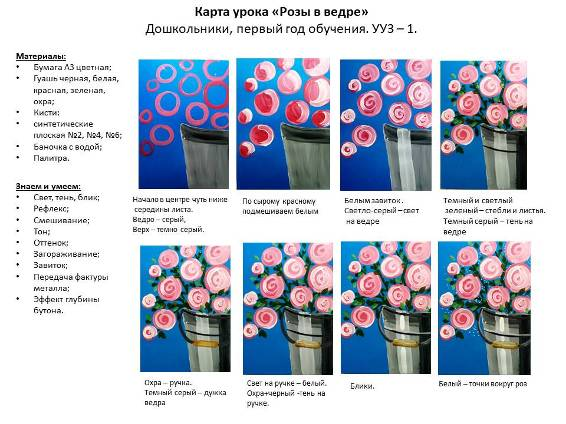 Карта урока «Розы в ведре»
Дошкольники, первый год обучения. УУЗ – 1.
Материалы:
• Бумага А3 цветная;
• Гуашь черная, белая,
красная, зеленая,
охра;
• Кисти:
• синтетические
плоская №2, №4, №6;
• Баночка с водой;
• Палитра.
Знаем и умеем:
• Свет, тень, блик;
• Рефлекс;
• Смешивание;
• Тон;
• Оттенок;
• Загораживание;
• Завиток;
• Передача фактуры
металла;
• Эффект глубины
бутона.
Начало в центре чуть ниже
середины листа.
Ведро – серый,
Верх – темно серый.
По сырому красному
подмешиваем белый
Белым завиток.
Светло-серый – свет
на ведре
Темный и светлый
зеленый – стебли и листья.
Темный серый – тень на
ведре
Охра – ручка.
Темный серый – дужка
ведра
Свет на ручке – белый.
Охра+черный -тень на
ручке.
Блики.
Белый – точки вокруг роз